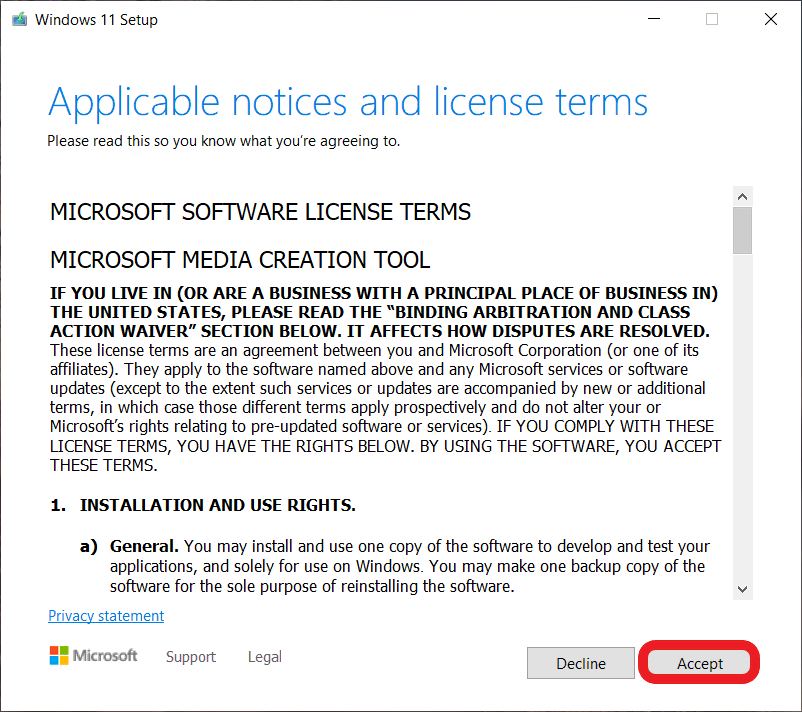 Windows 11 Setup
Applicable notices and license terms
Please read this so you know what you're agreeing to.
MICROSOFT SOFTWARE LICENSE TERMS
MICROSOFT MEDIA CREATION TOOL
IF YOU LIVE IN (OR ARE A BUSINESS WITH A PRINCIPAL PLACE OF BUSINESS IN)
THE UNITED STATES, PLEASE READ THE “BINDING ARBITRATION AND CLASS
ACTION WAIVER” SECTION BELOW. IT AFFECTS HOW DISPUTES ARE RESOLVED.
These license terms are an agreement between you and Microsoft Corporation (or one of its
affiliates). They apply to the software named above and any Microsoft services or software
updates (except to the extent such services or updates are accompanied by new or additional
terms, in which case those different terms apply prospectively and do not alter your or
Microsoft’s rights relating to pre-updated software or services). IF YOU COMPLY WITH THESE
LICENSE TERMS, YOU HAVE THE RIGHTS BELOW. BY USING THE SOFTWARE, YOU ACCEPT
THESE TERMS.
1. INSTALLATION AND USE RIGHTS.
a) General. You may install and use one copy of the software to develop and test your
applications, and solely for use on Windows. You may make one backup copy of the
software for the sole purpose of reinstalling the software.
Privacy statement
Microsoft Support Legal Decline Accept